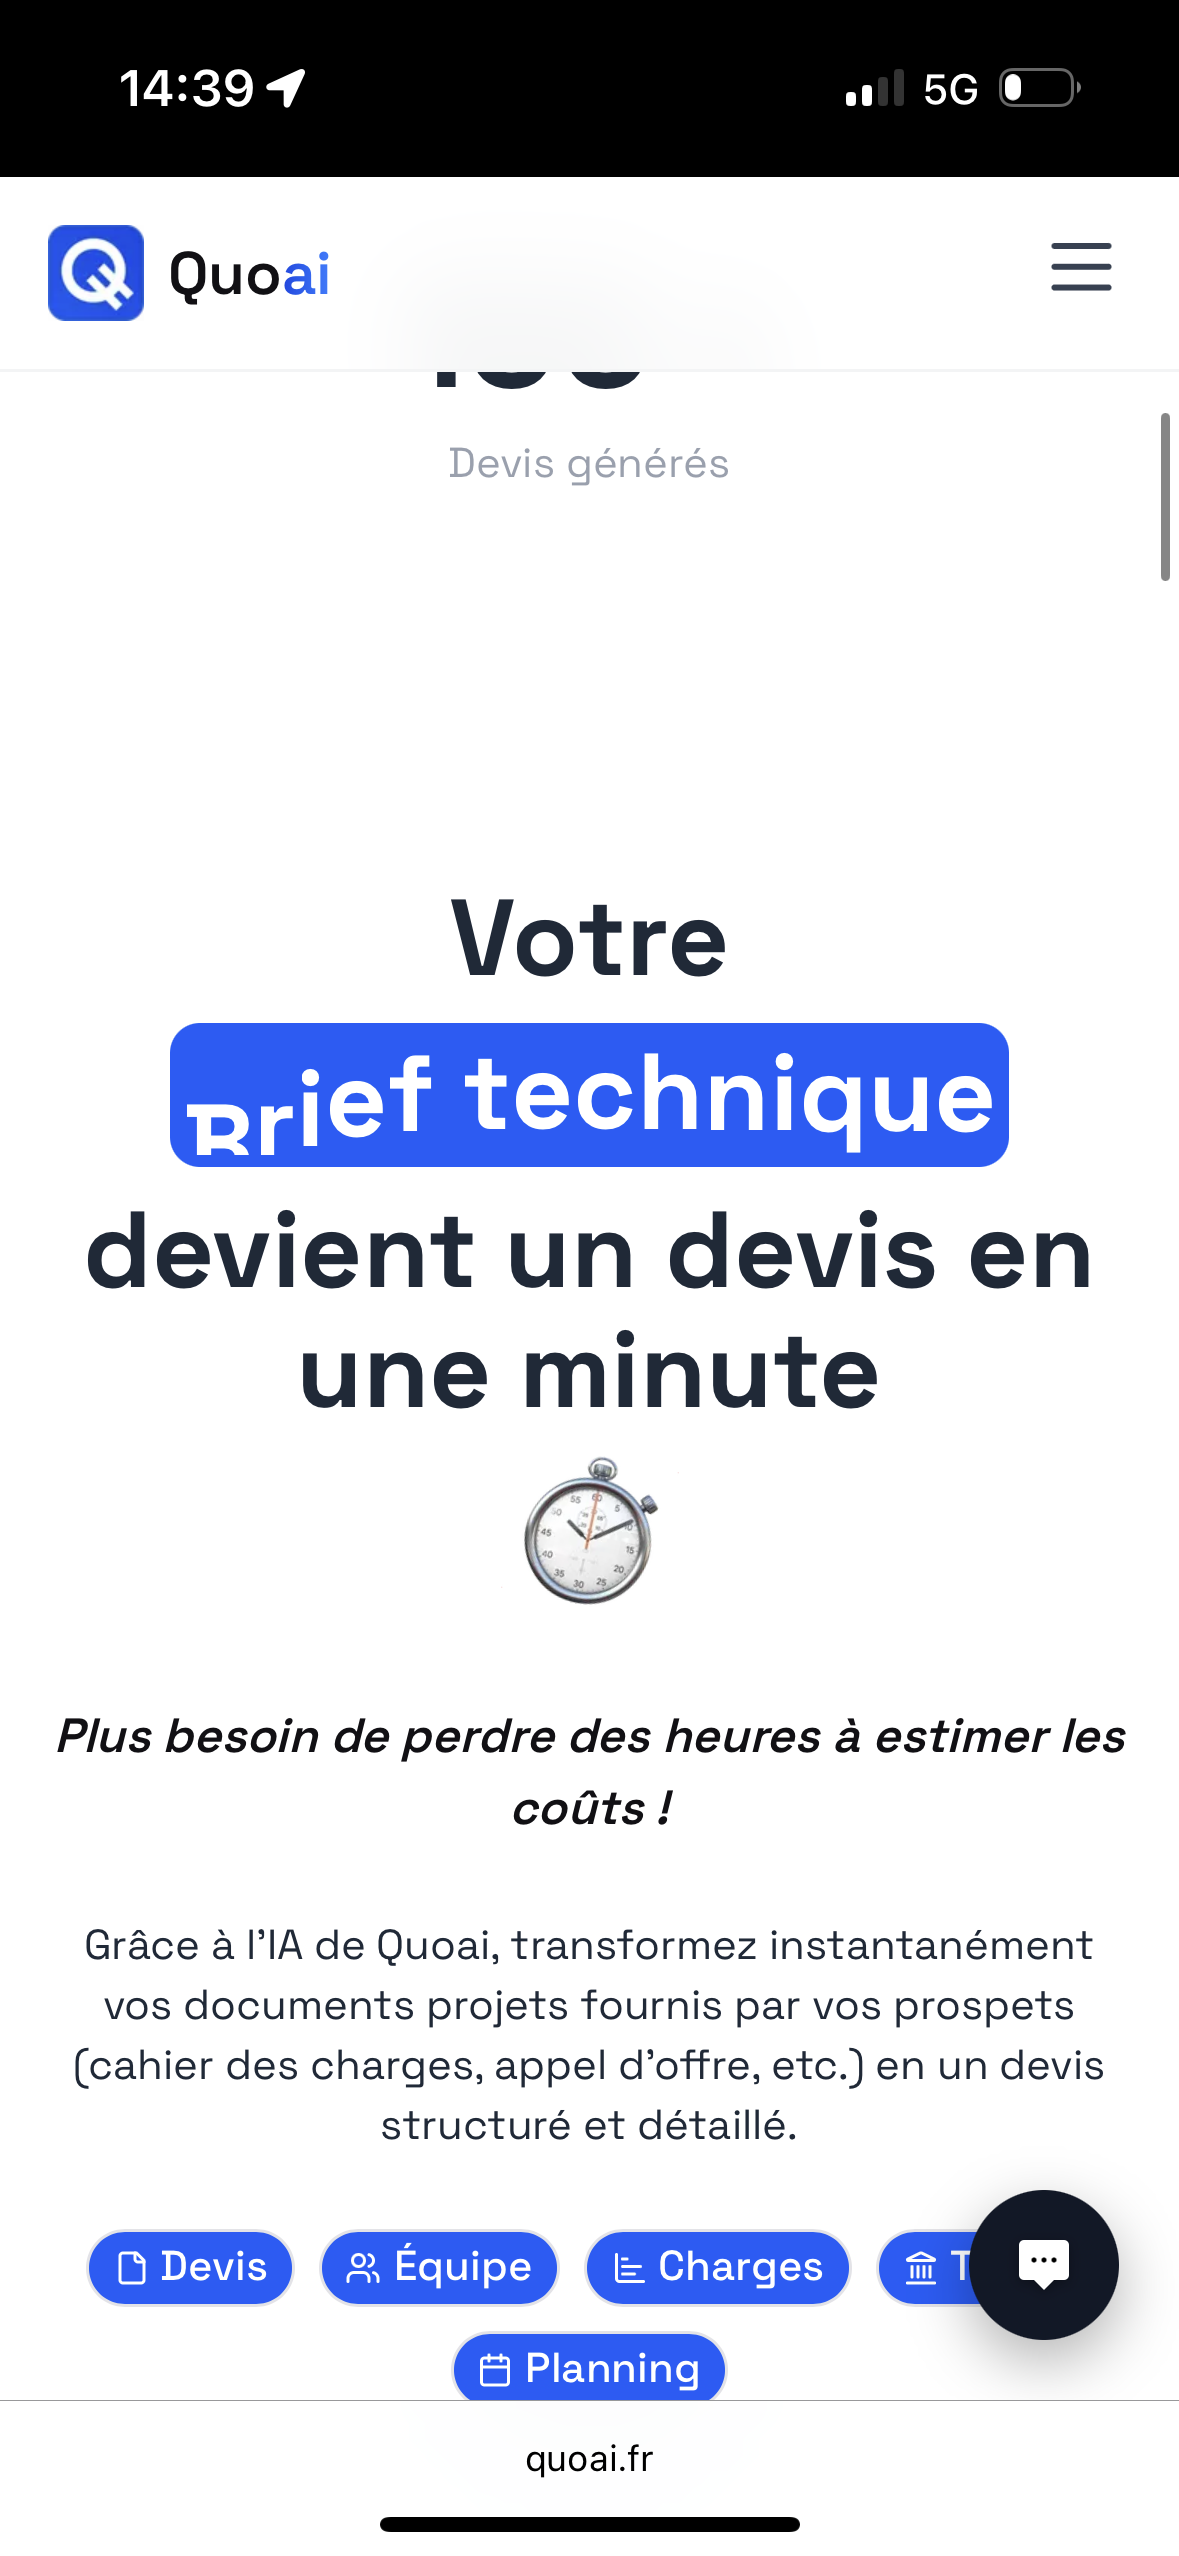 14:39
5G
Quoai
Devis générés
Votre
Brief technique
devient un devis en
une minute
Plus besoin de perdre des heures à estimer les
coûts !
Grâce à l'IA de Quoai, transformez instantanément
vos documents projets fournis par vos prospets
(cahier des charges, appel d'offre, etc.) en un devis
structuré et détaillé.
Devis
Équipe
Charges
Planning
quoai.fr